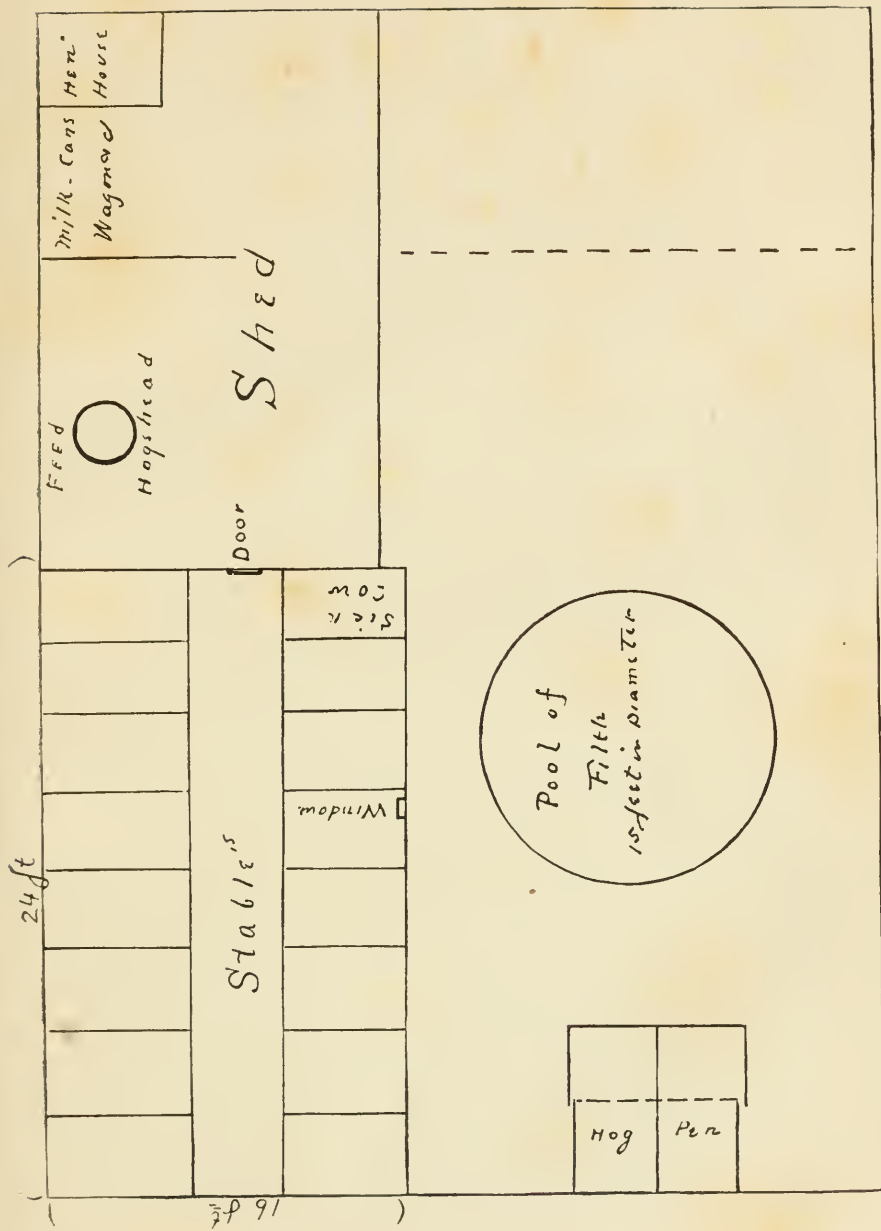 Milk-Cans
Wagons &
Hen
House
Feed
Hogshead
Shed
Door
Sick
Cow
Window
Stable's
24 ft
16 ft
Pool of
Filth
15 feet in Diameter
Hog Pen